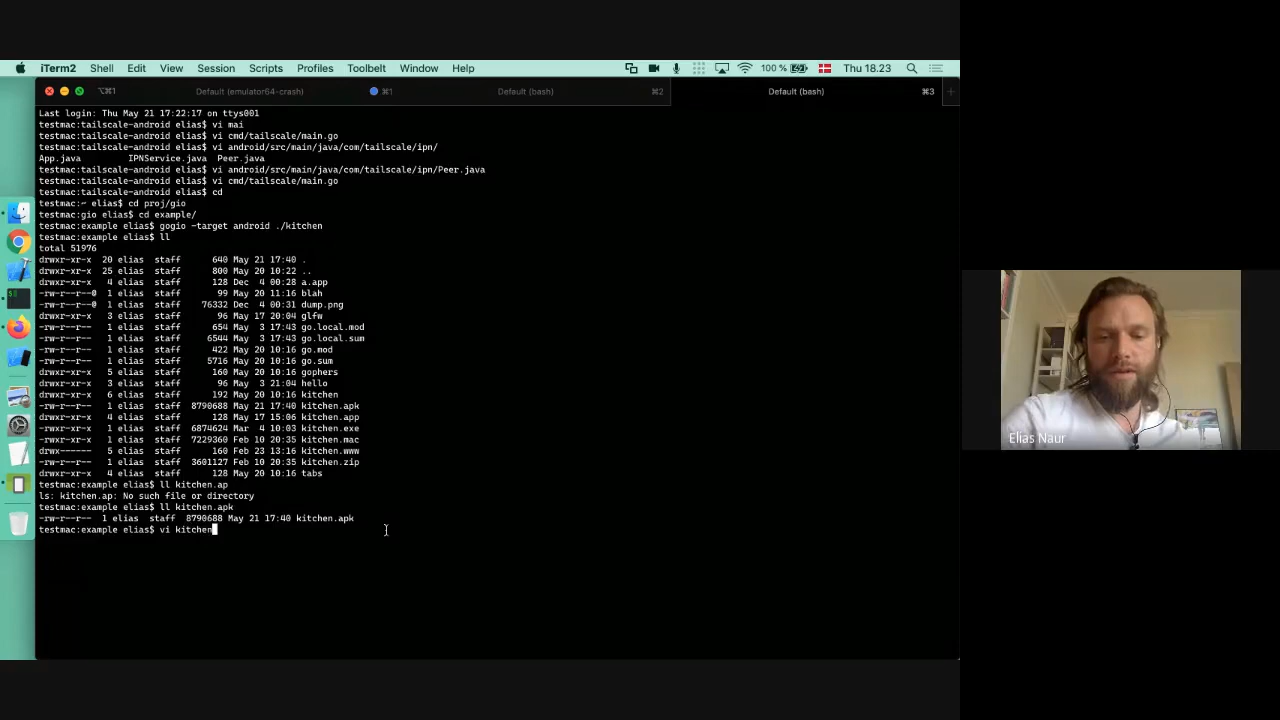 iTerm2 Shell Edit View Session Scripts Profiles Toolbelt Window Help 100 % Thu 18.23
⌥⌘1 Default (emulator64-crash) ⌘1 Default (bash) ⌘2 Default (bash) ⌘3 +
Last login: Thu May 21 17:22:17 on ttys001
testmac:tailscale-android elias$ vi mai
testmac:tailscale-android elias$ vi cmd/tailscale/main.go
testmac:tailscale-android elias$ vi android/src/main/java/com/tailscale/ipn/
App.java IPNService.java Peer.java
testmac:tailscale-android elias$ vi android/src/main/java/com/tailscale/ipn/Peer.java
testmac:tailscale-android elias$ vi cmd/tailscale/main.go
testmac:tailscale-android elias$ cd
testmac:~ elias$ cd proj/gio
testmac:gio elias$ cd example/
testmac:example elias$ gogio -target android ./kitchen
testmac:example elias$ ll
total 51976
drwxr-xr-x 20 elias staff 640 May 21 17:40 .
drwxr-xr-x 25 elias staff 800 May 20 10:22 ..
drwxr-xr-x 4 elias staff 128 Dec 4 00:28 a.app
-rw-r--r--@ 1 elias staff 99 May 20 11:16 blah
-rw-r--r--@ 1 elias staff 76332 Dec 4 00:31 dump.png
drwxr-xr-x 3 elias staff 96 May 17 20:04 glfw
-rw-r--r-- 1 elias staff 654 May 3 17:43 go.local.mod
-rw-r--r-- 1 elias staff 6544 May 3 17:43 go.local.sum
-rw-r--r-- 1 elias staff 422 May 20 10:16 go.mod
-rw-r--r-- 1 elias staff 5716 May 20 10:16 go.sum
drwxr-xr-x 5 elias staff 160 May 20 10:16 gophers
drwxr-xr-x 3 elias staff 96 May 3 21:04 hello
drwxr-xr-x 6 elias staff 192 May 20 10:16 kitchen
-rw-r--r-- 1 elias staff 8790688 May 21 17:40 kitchen.apk
drwxr-xr-x 4 elias staff 128 May 17 15:06 kitchen.app
-rwxr-xr-x 1 elias staff 6874624 Mar 4 10:03 kitchen.exe
-rwxr-xr-x 1 elias staff 7229360 Feb 10 20:35 kitchen.mac
drwx------ 5 elias staff 160 Feb 23 13:16 kitchen.www
-rw-r--r-- 1 elias staff 3601127 Feb 10 20:35 kitchen.zip
drwxr-xr-x 4 elias staff 128 May 20 10:16 tabs
testmac:example elias$ ll kitchen.ap
ls: kitchen.ap: No such file or directory
testmac:example elias$ ll kitchen.apk
-rw-r--r-- 1 elias staff 8790688 May 21 17:40 kitchen.apk
testmac:example elias$ vi kitchen
Elias Naur